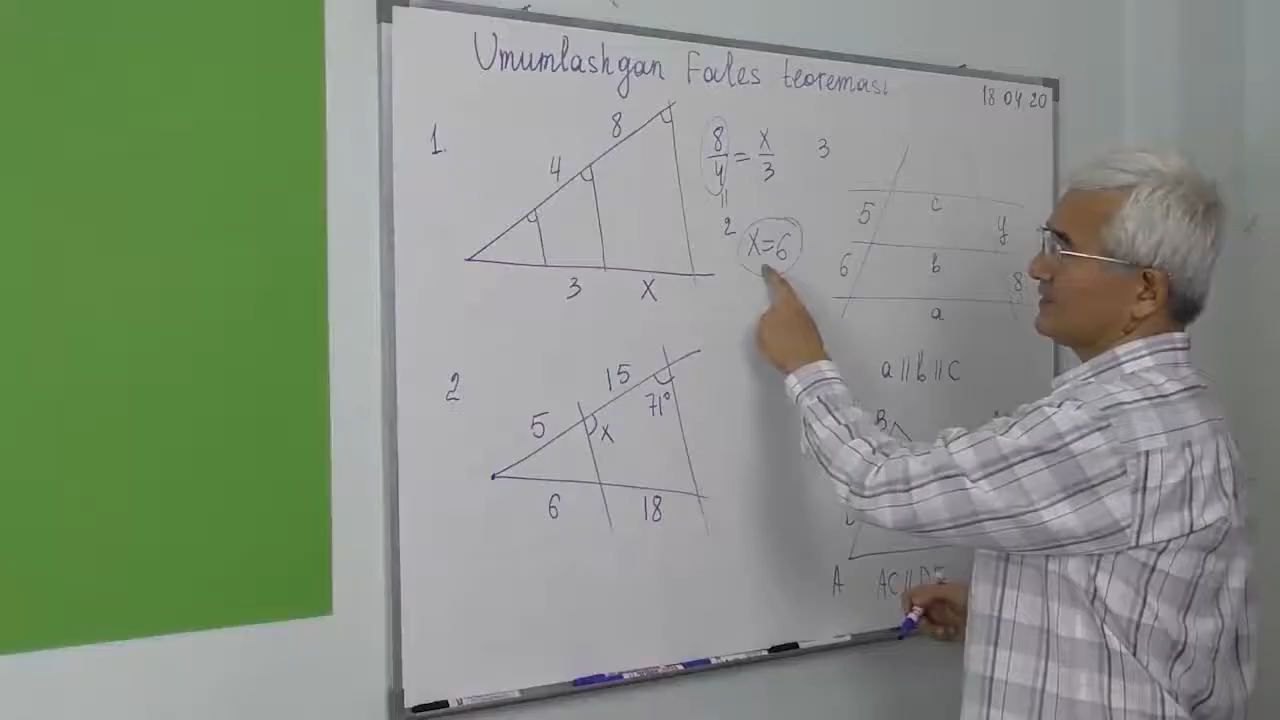 Umumlashgan Fales teoremasi
18 04 20
1.
8
4
3 x
8/4 = x/3
"
2
x=6
2
15
5
71°
x
6 18
3
5 c y
6 b 8
a
a || b || c
B
A AC || DE